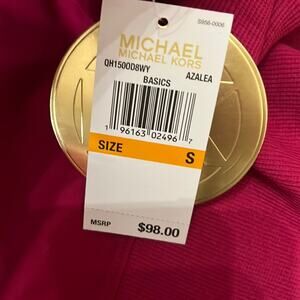 S956-0006
MICHAEL
MICHAEL KORS
QH1500D8WY AZALEA
BASICS
1 96163 02496 7
SIZE S
MSRP $98.00